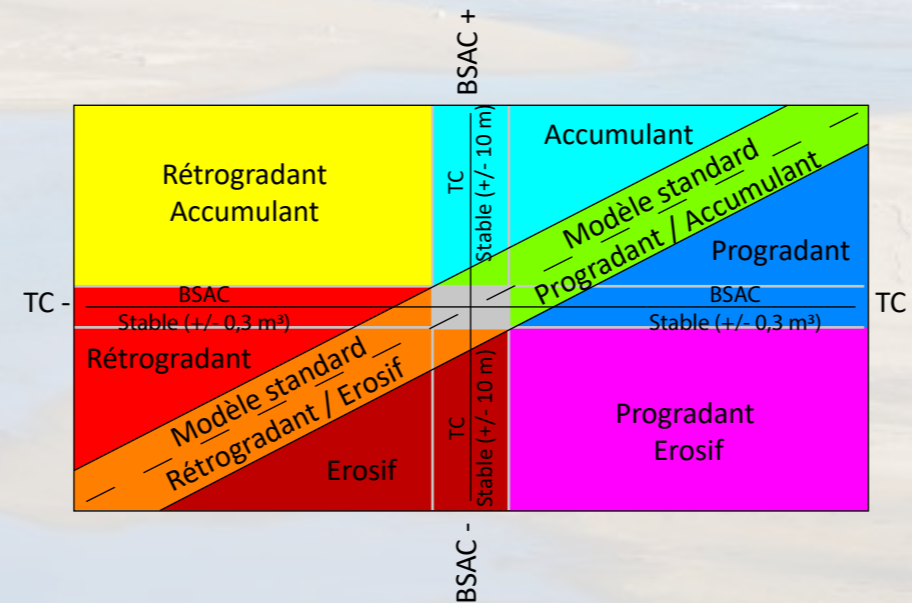 BSAC +
TC
Stable (+/- 10 m)
Accumulant
Rétrogradant
Accumulant
Modèle standard
Prograndant / Accumulant
Progradant
TC -
BSAC
Stable (+/- 0,3 m³)
BSAC
Stable (+/- 0,3 m³)
TC
Rétrogradant
Modèle standard
Rétrogradant / Erosif
Erosif
TC
Stable (+/- 10 m)
Progradant
Erosif
BSAC -